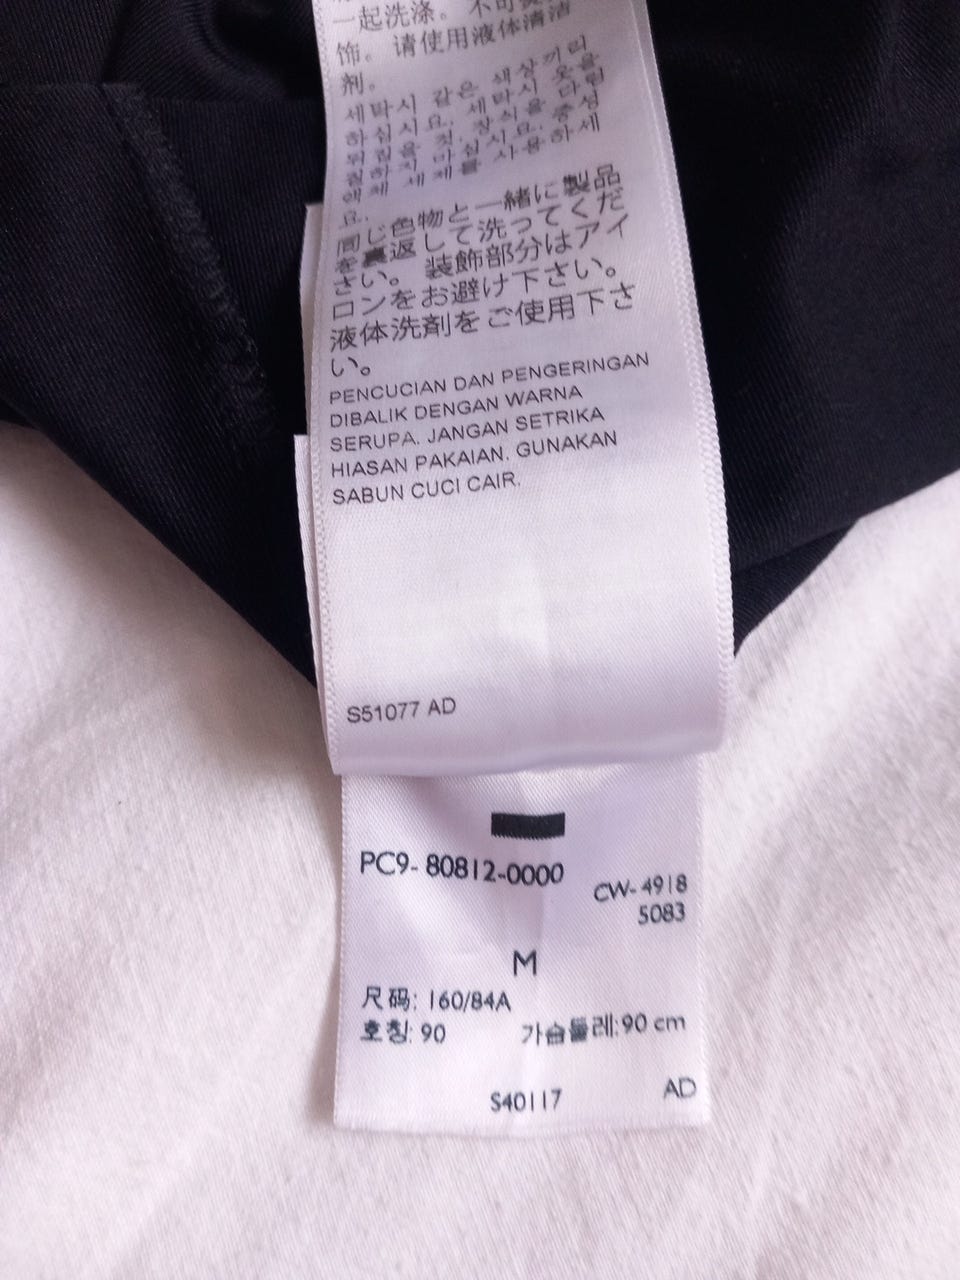 一起洗涤。不可
饰。请使用液体清洁
剂。
세탁시 같은 색상끼리
하십시요. 세탁시 옷을
뒤집을 것. 장식을 다림
질하지 마십시요. 중성
액체 세제를 사용하세
요.
同じ色物と一緒に製品
を裏返して洗ってくだ
さい。 装飾部分はアイ
ロンをお避け下さい。
液体洗剤をご使用下さ
い。
PENCUCIAN DAN PENGERINGAN
DIBALIK DENGAN WARNA
SERUPA. JANGAN SETRIKA
HIASAN PAKAIAN. GUNAKAN
SABUN CUCI CAIR.
S51077 AD
PC9- 80812-0000
CW- 4918
5083
M
尺码: 160/84A
호칭: 90 가슴둘레: 90 cm
S40117 AD